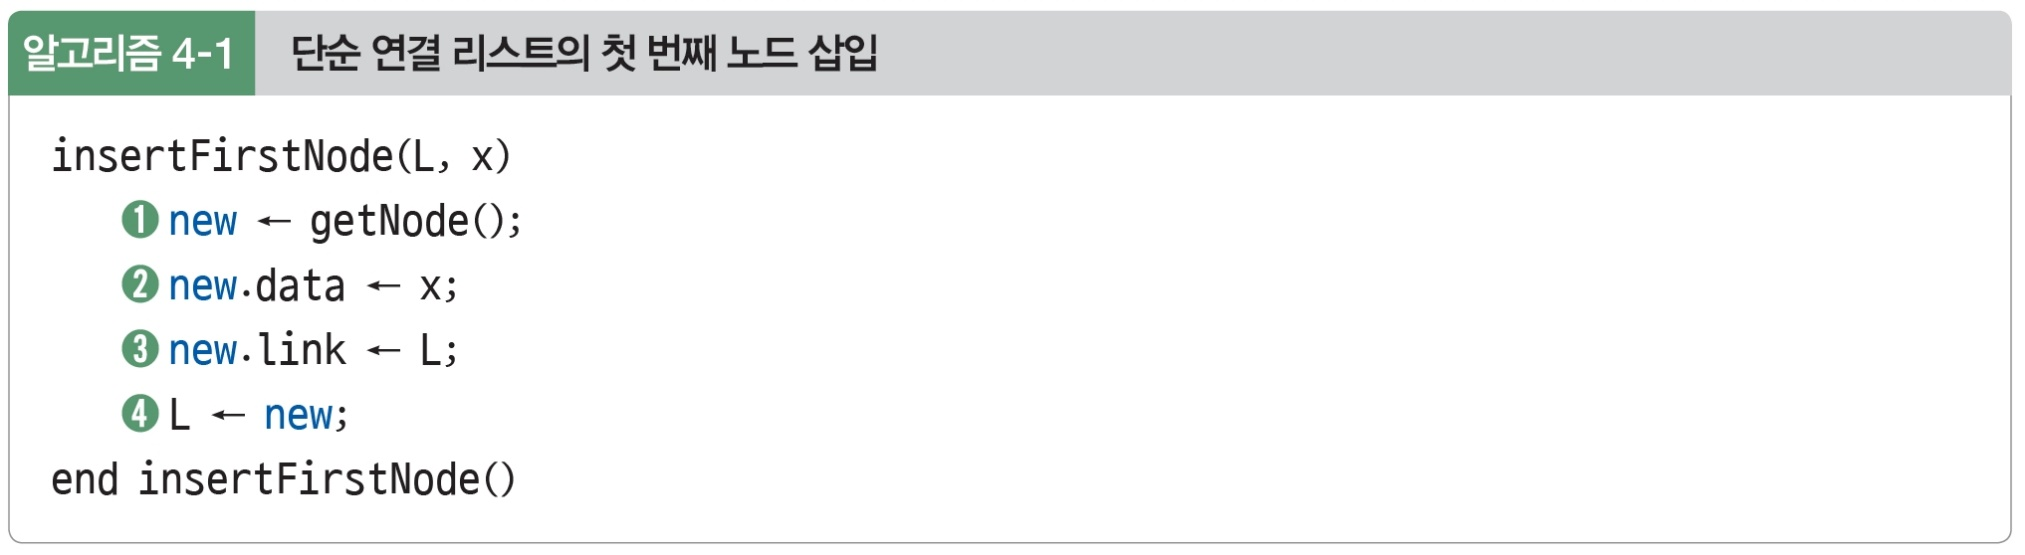 알고리즘 4-1 단순 연결 리스트의 첫 번째 노드 삽입
insertFirstNode(L, x)
❶ new ← getNode();
❷ new.data ← x;
❸ new.link ← L;
❹ L ← new;
end insertFirstNode()